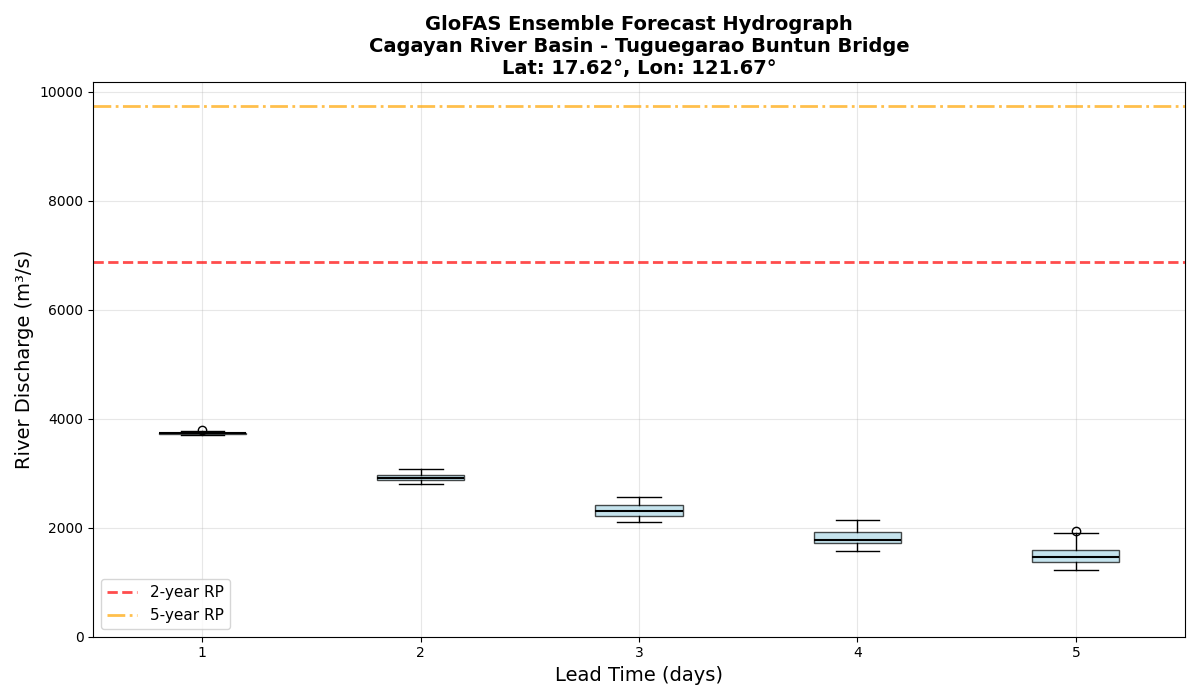 GloFAS Ensemble Forecast Hydrograph
Cagayan River Basin - Tuguegarao Buntun Bridge
Lat: 17.62°, Lon: 121.67°
River Discharge (m³/s)
10000
8000
6000
4000
2000
0
2-year RP
5-year RP
1
2
3
4
5
Lead Time (days)